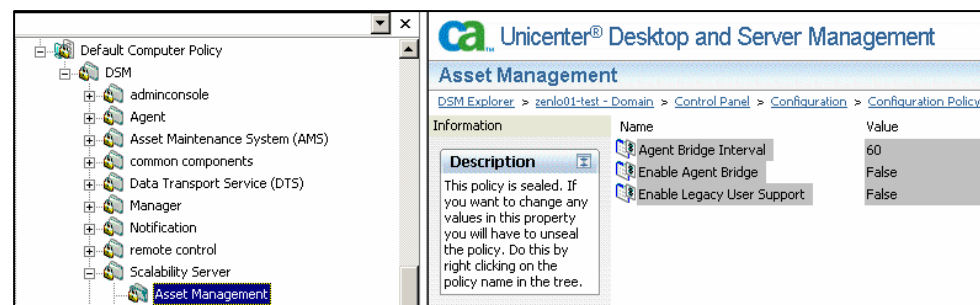 Default Computer Policy
DSM
adminconsole
Agent
Asset Maintenance System (AMS)
common components
Data Transport Service (DTS)
Manager
Notification
remote control
Scalability Server
Asset Management
ca™ Unicenter® Desktop and Server Management
Asset Management
DSM Explorer > zenlo01-test - Domain > Control Panel > Configuration > Configuration Policy
Information
Description
This policy is sealed. If
you want to change any
values in this property
you will have to unseal
the policy. Do this by
right clicking on the
policy name in the tree.
Name Value
Agent Bridge Interval 60
Enable Agent Bridge False
Enable Legacy User Support False